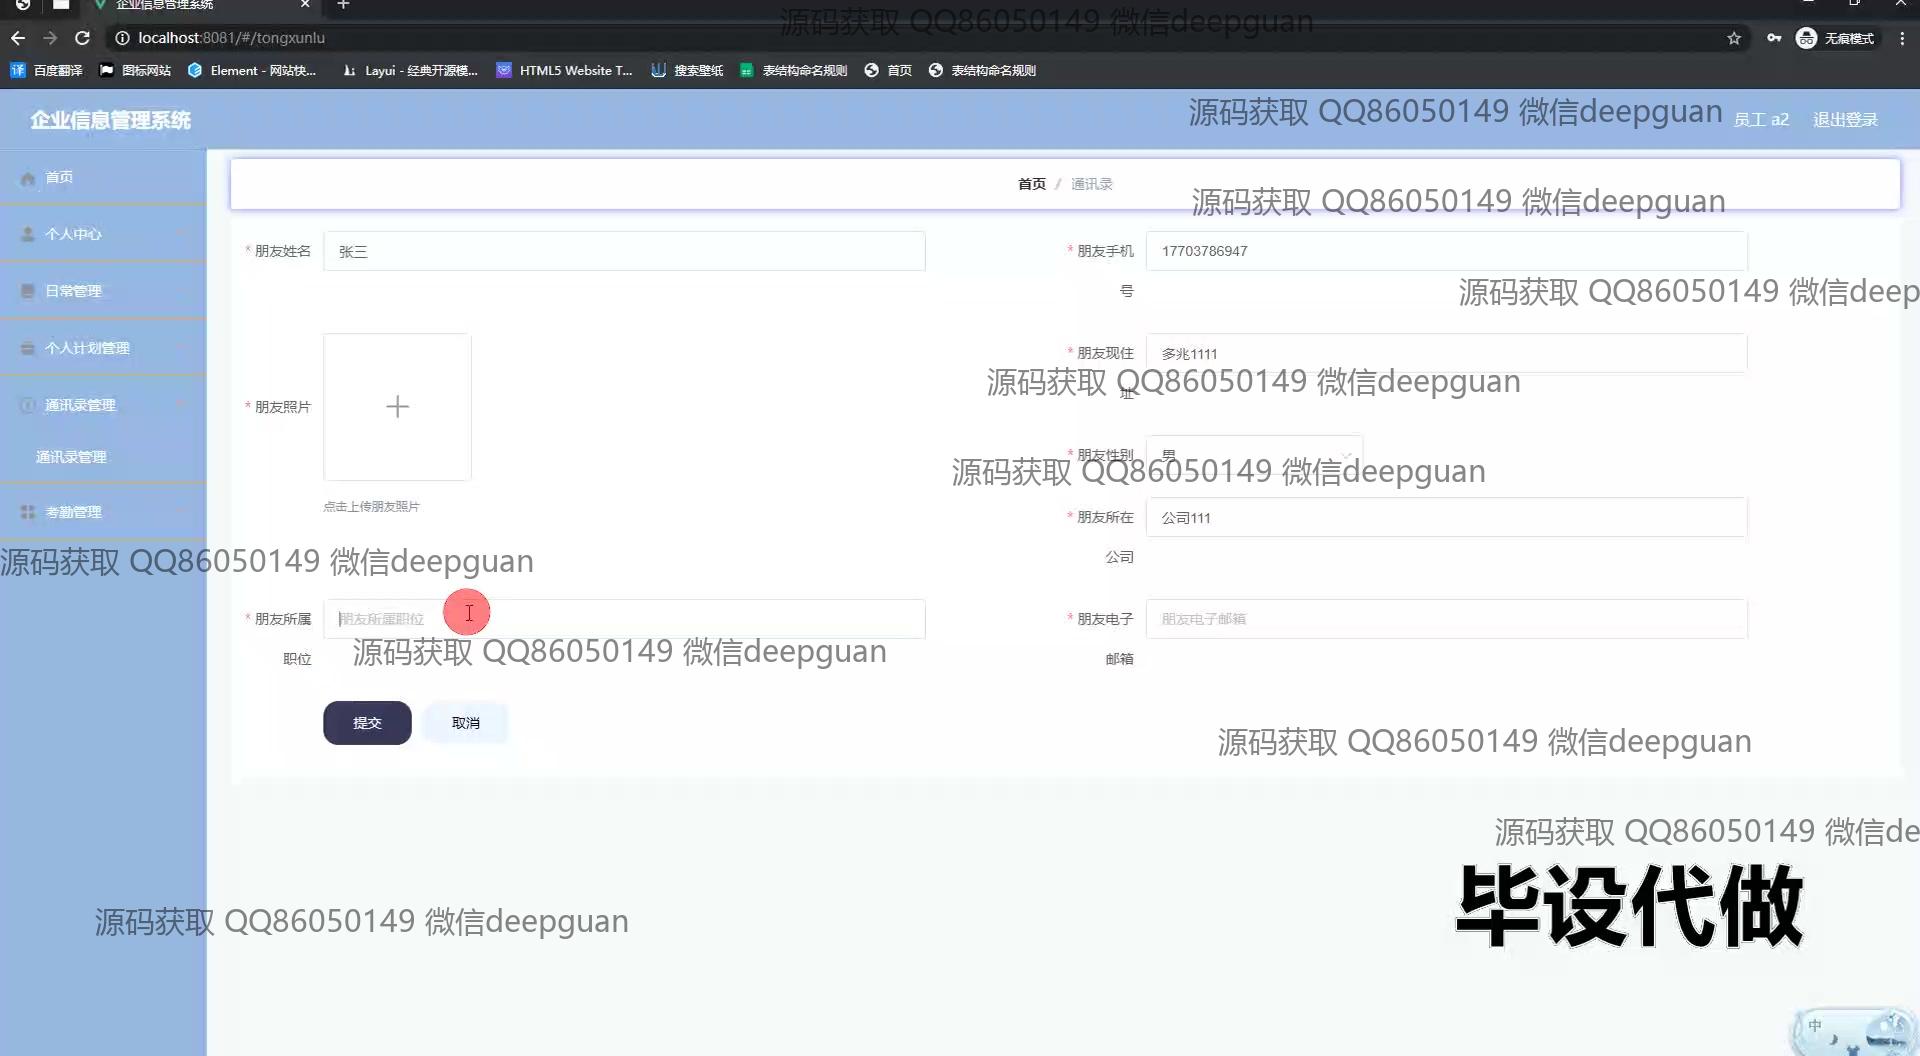 企业信息管理系统
源码获取 QQ86050149 微信deepguan
localhost:8081/#/tongxunlu
无痕模式
百度翻译 图标网站 Element - 网站快... Layui - 经典开源模... HTML5 Website T... 搜索壁纸 表结构命名规则 首页 表结构命名规则
企业信息管理系统
源码获取 QQ86050149 微信deepguan
员工 a2 退出登录
首页
首页 / 通讯录
源码获取 QQ86050149 微信deepguan
个人中心
* 朋友姓名 张三
* 朋友手机号 17703786947
日常管理
源码获取 QQ86050149 微信deep
个人计划管理
* 朋友现住址 多兆1111
源码获取 QQ86050149 微信deepguan
通讯录管理
* 朋友照片
点击上传朋友照片
通讯录管理
* 朋友性别 男
源码获取 QQ86050149 微信deepguan
考勤管理
* 朋友所在公司 公司111
源码获取 QQ86050149 微信deepguan
* 朋友所属职位 朋友所属职位
* 朋友电子邮箱 朋友电子邮箱
源码获取 QQ86050149 微信deepguan
提交 取消
源码获取 QQ86050149 微信deepguan
源码获取 QQ86050149 微信de
毕设代做
源码获取 QQ86050149 微信deepguan
中